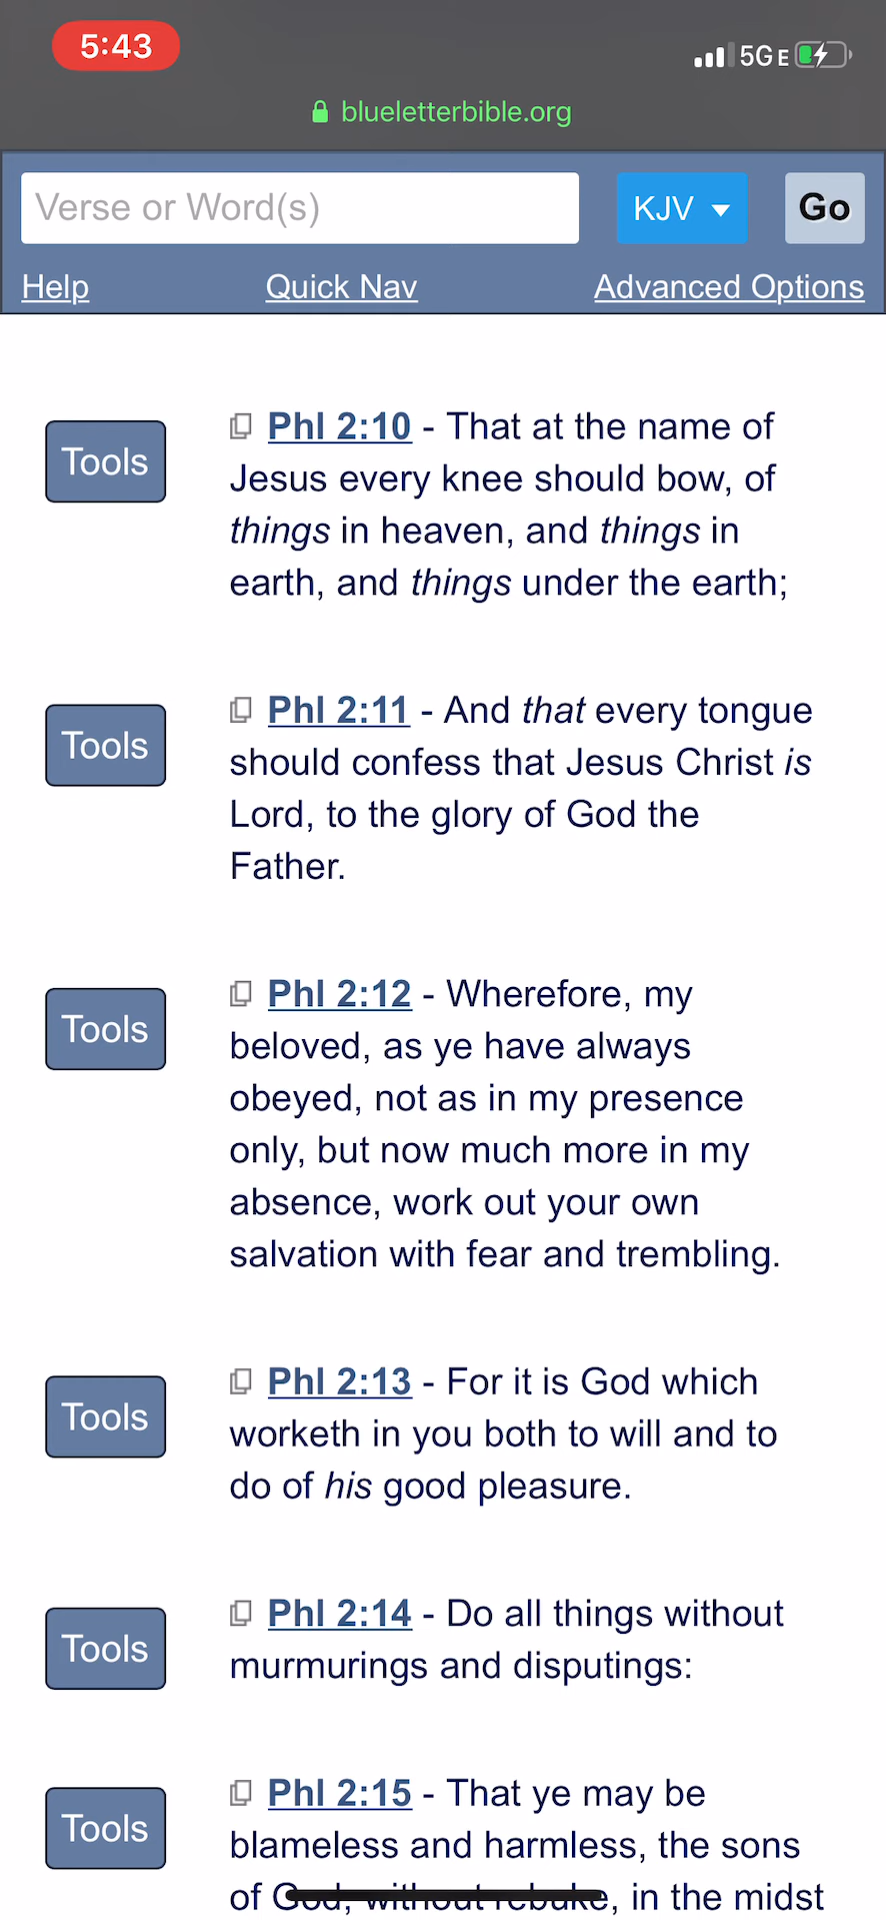 5:43
5GE
blueletterbible.org
Verse or Word(s)
KJV
Go
Help
Quick Nav
Advanced Options
Tools
Phl 2:10 - That at the name of
Jesus every knee should bow, of
things in heaven, and things in
earth, and things under the earth;
Tools
Phl 2:11 - And that every tongue
should confess that Jesus Christ is
Lord, to the glory of God the
Father.
Tools
Phl 2:12 - Wherefore, my
beloved, as ye have always
obeyed, not as in my presence
only, but now much more in my
absence, work out your own
salvation with fear and trembling.
Tools
Phl 2:13 - For it is God which
worketh in you both to will and to
do of his good pleasure.
Tools
Phl 2:14 - Do all things without
murmurings and disputings:
Tools
Phl 2:15 - That ye may be
blameless and harmless, the sons
of God, without rebuke, in the midst